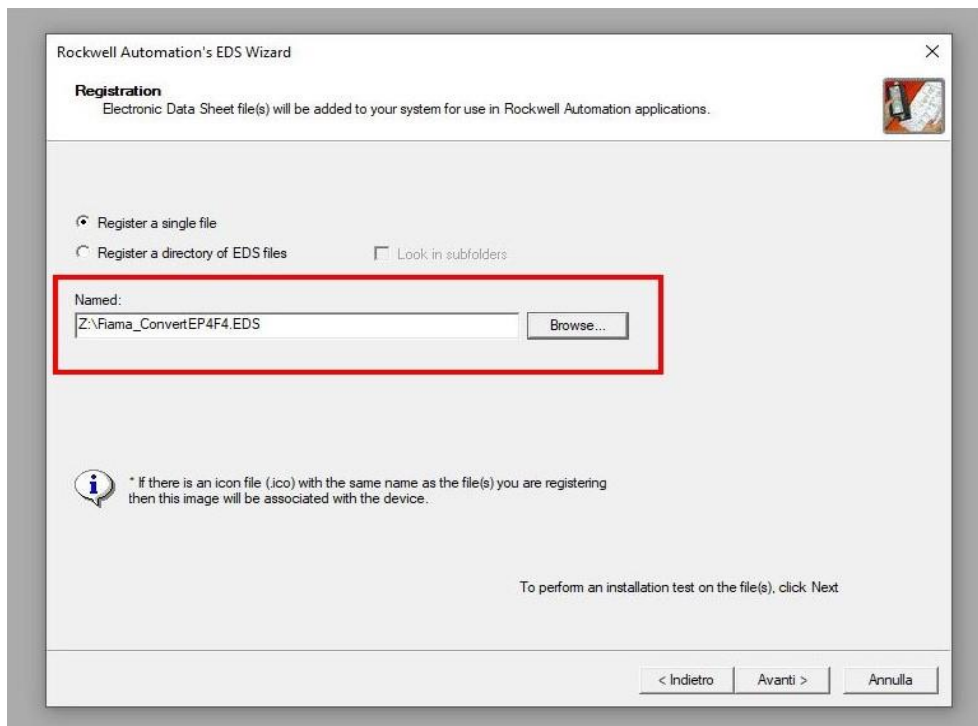 Rockwell Automation's EDS Wizard
Registration
Electronic Data Sheet file(s) will be added to your system for use in Rockwell Automation applications.
Register a single file
Register a directory of EDS files
Look in subfolders
Named:
Z:\Fiama_ConvertEP4F4.EDS
Browse...
* If there is an icon file (.ico) with the same name as the file(s) you are registering
then this image will be associated with the device.
To perform an installation test on the file(s), click Next
< Indietro
Avanti >
Annulla